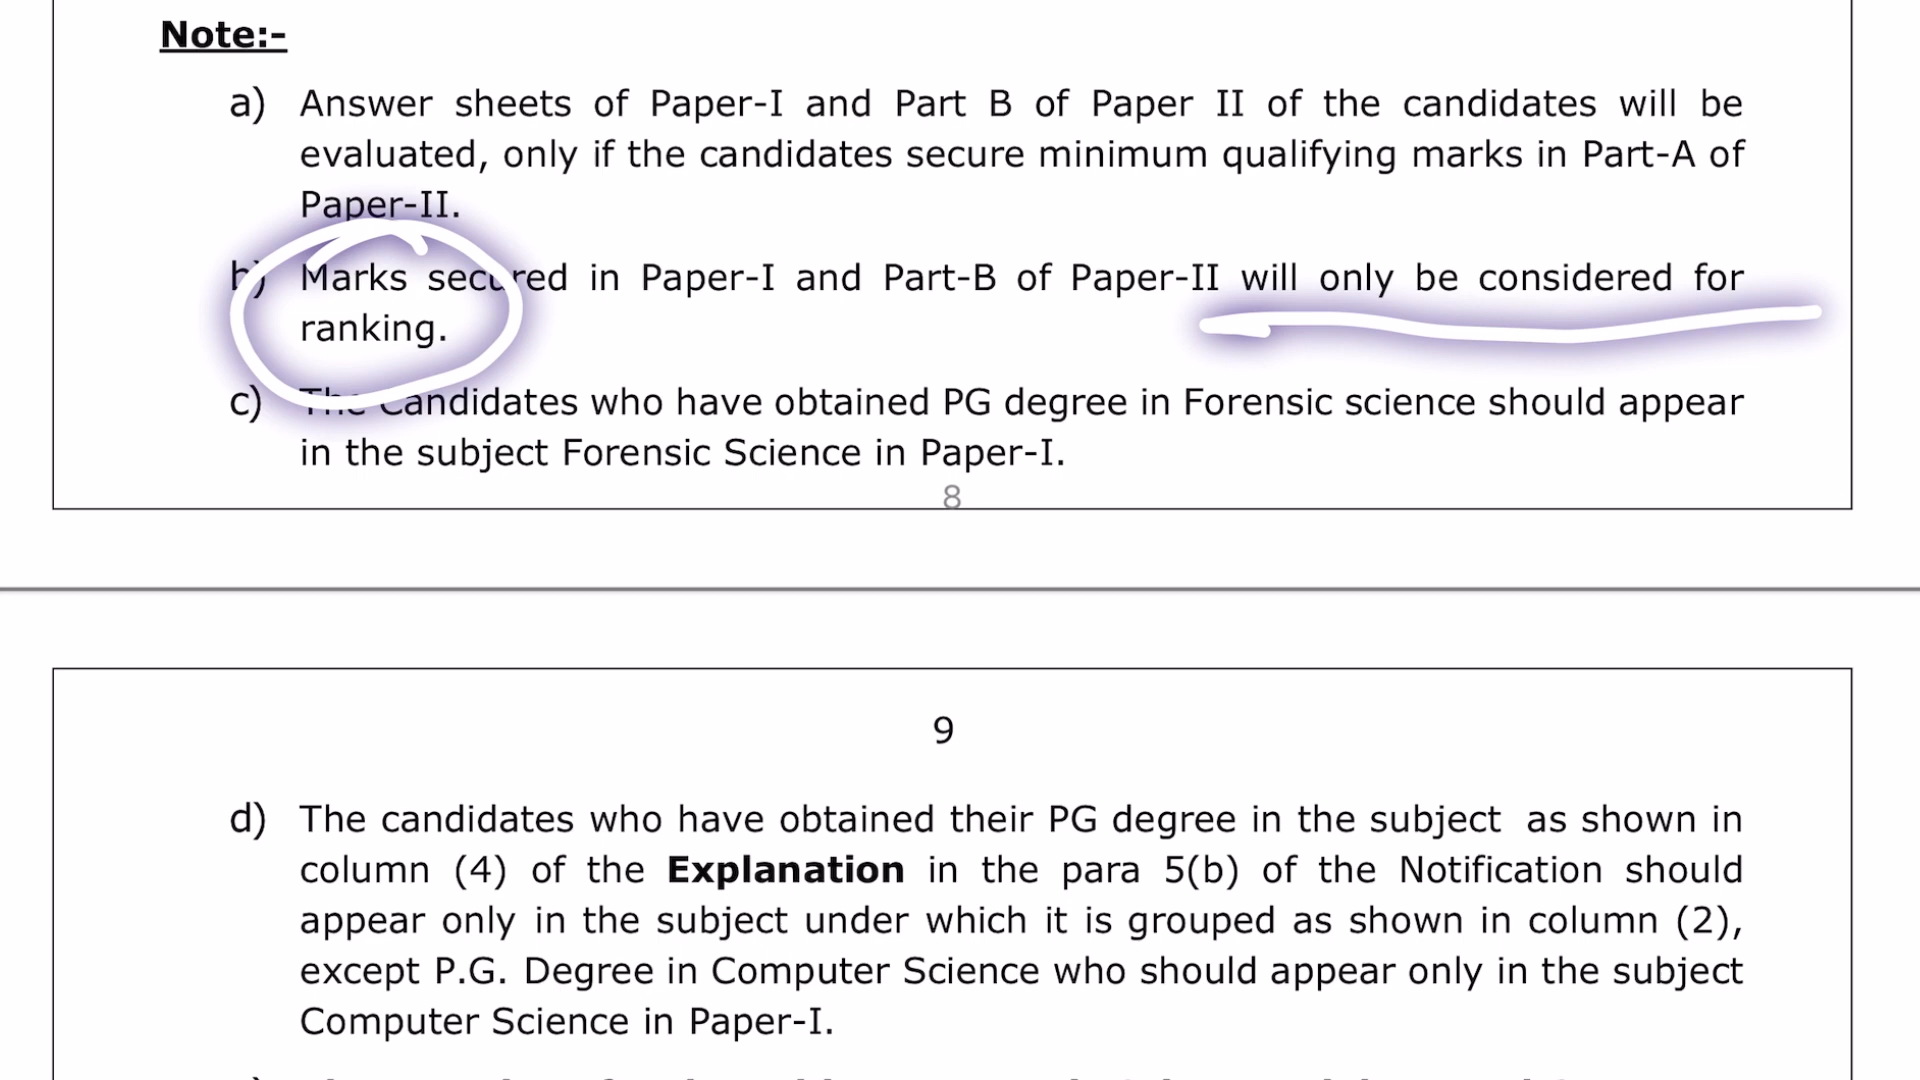 Note:-
a) Answer sheets of Paper-I and Part B of Paper II of the candidates will be
evaluated, only if the candidates secure minimum qualifying marks in Part-A of
Paper-II.
b) Marks secured in Paper-I and Part-B of Paper-II will only be considered for
ranking.
c) The Candidates who have obtained PG degree in Forensic science should appear
in the subject Forensic Science in Paper-I.
8
9
d) The candidates who have obtained their PG degree in the subject as shown in
column (4) of the Explanation in the para 5(b) of the Notification should
appear only in the subject under which it is grouped as shown in column (2),
except P.G. Degree in Computer Science who should appear only in the subject
Computer Science in Paper-I.